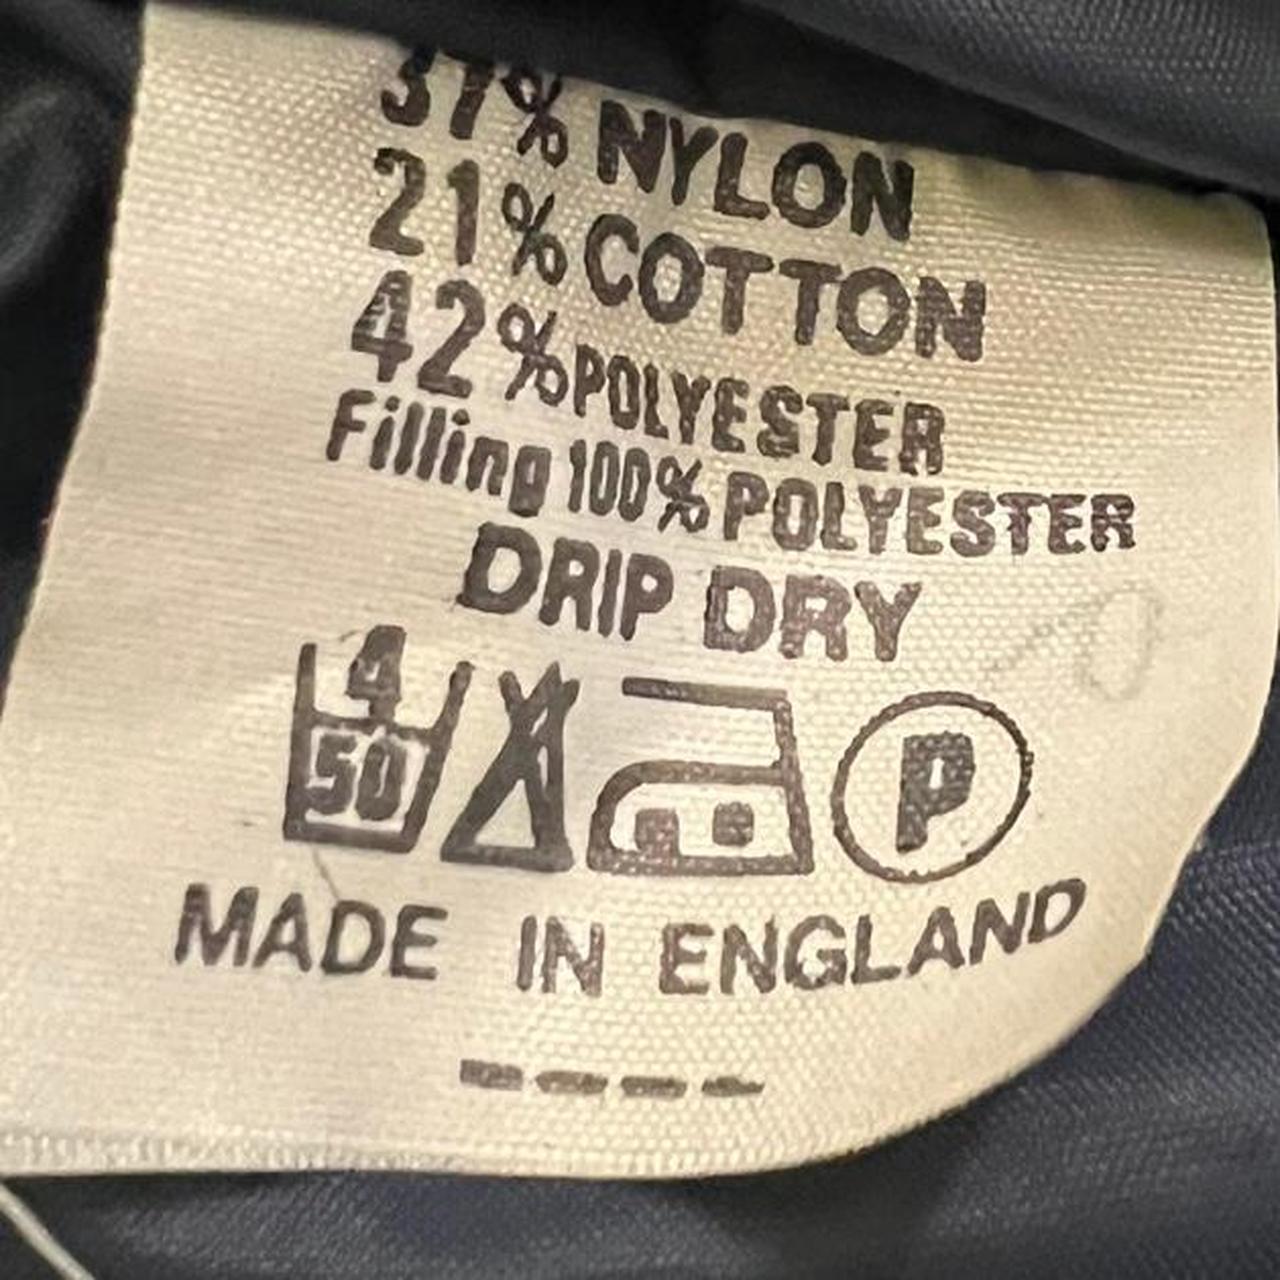 37% NYLON
21% COTTON
42% POLYESTER
Filling 100% POLYESTER
DRIP DRY
4
50
P
MADE IN ENGLAND